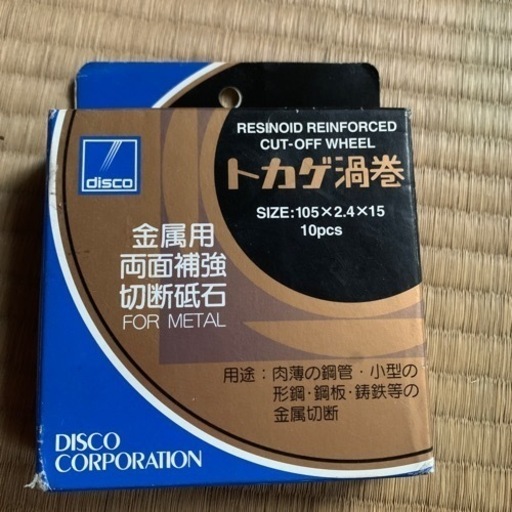 RESINOID REINFORCED
CUT-OFF WHEEL
トカゲ渦巻
SIZE:105×2.4×15
10pcs
disco
金属用
両面補強
切断砥石
FOR METAL
用途：肉薄の鋼管・小型の
形鋼・鋼板・鋳鉄等の
金属切断
DISCO
CORPORATION